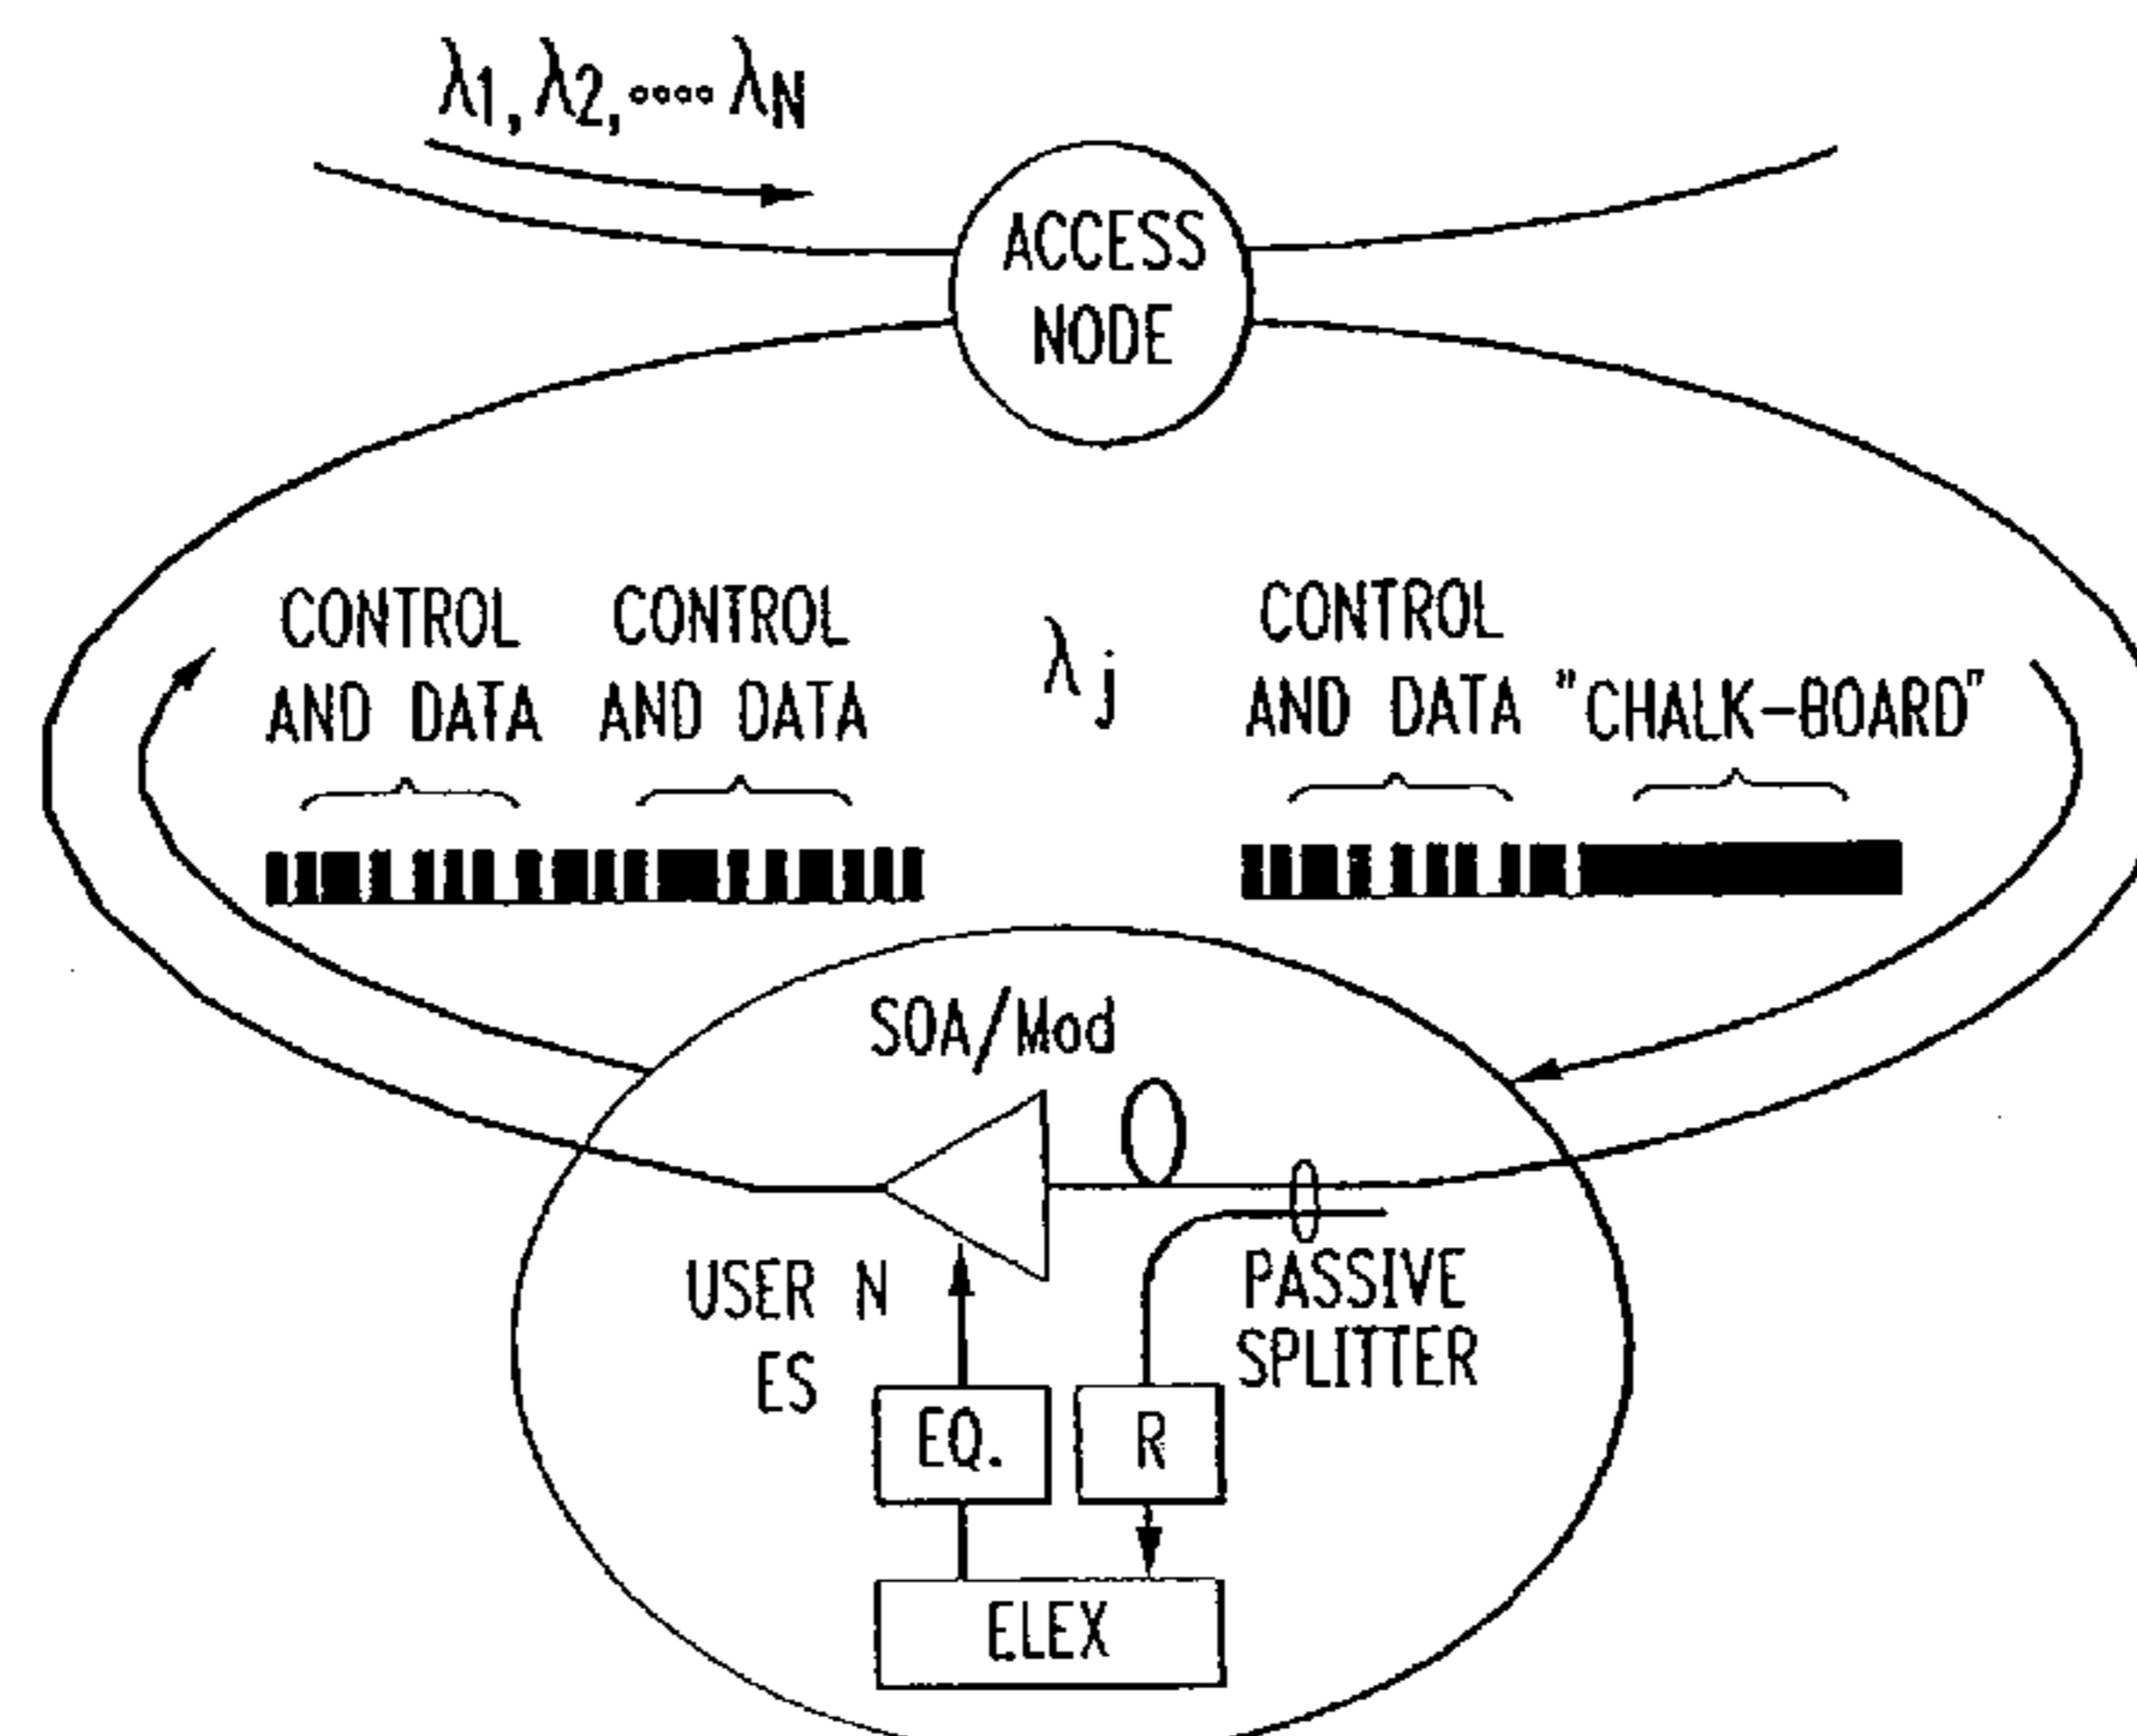 λ1, λ2, .... λN
ACCESS
NODE
CONTROL
AND DATA
CONTROL
AND DATA
λj
CONTROL
AND DATA
"CHALK-BOARD"
SOA/Mod
USER N
ES
PASSIVE
SPLITTER
EQ.
R
ELEX